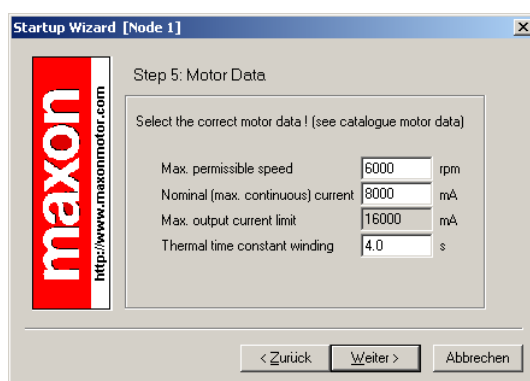 Startup Wizard [Node 1]
maxon
http://www.maxonmotor.com
Step 5: Motor Data
Select the correct motor data ! (see catalogue motor data)
Max. permissible speed 6000 rpm
Nominal (max. continuous) current 8000 mA
Max. output current limit 16000 mA
Thermal time constant winding 4.0 s
< Zurück Weiter > Abbrechen